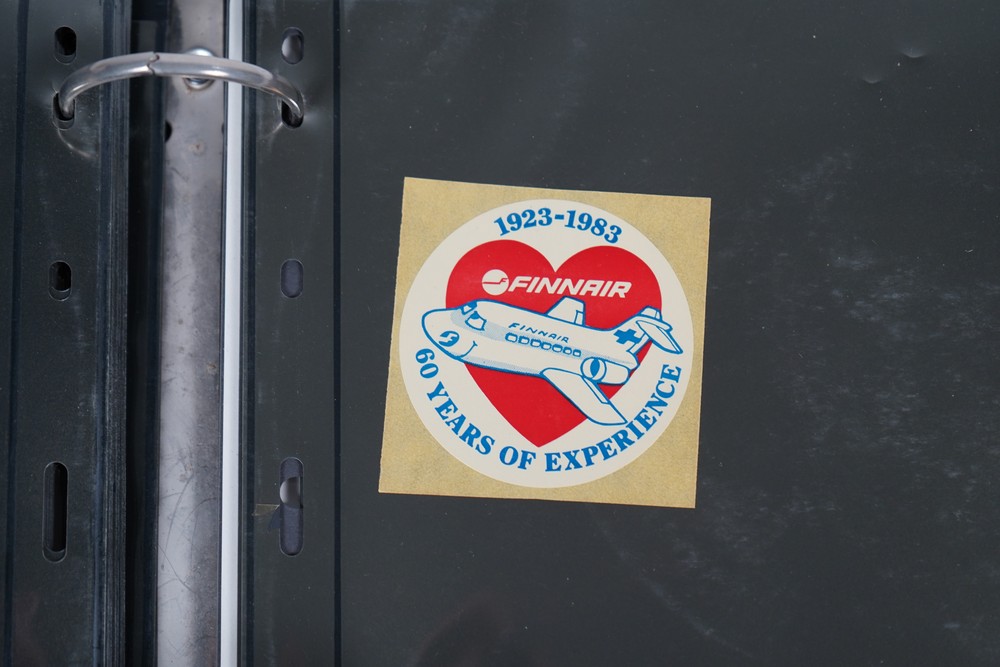 1923-1983
FINNAIR
FINNAIR
60 YEARS OF EXPERIENCE